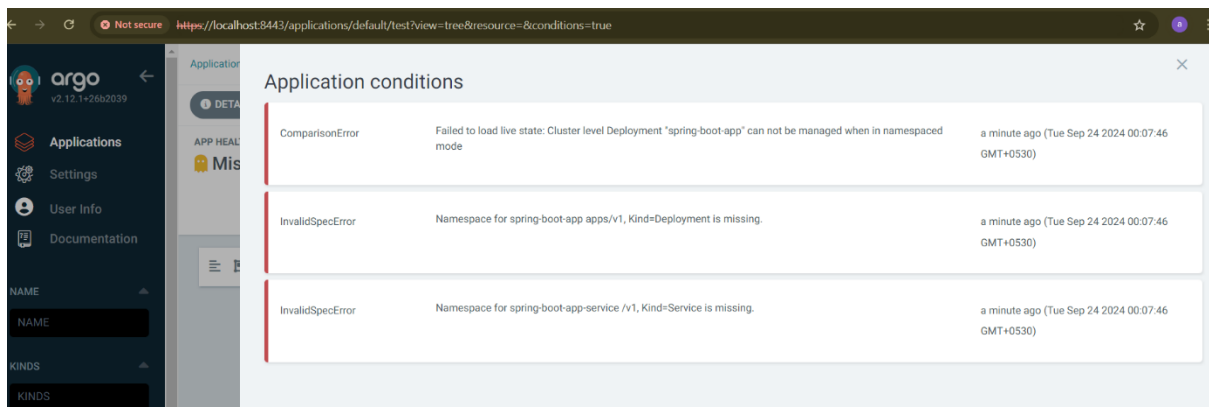 Not secure https://localhost:8443/applications/default/test?view=tree&resource=&conditions=true a
argo
v2.12.1+26b2039
Applications
Settings
User Info
Documentation
NAME
NAME
KINDS
KINDS
Application
DETA
APP HEAL
Mis
Application conditions
ComparisonError
Failed to load live state: Cluster level Deployment "spring-boot-app" can not be managed when in namespaced
mode
a minute ago (Tue Sep 24 2024 00:07:46
GMT+0530)
InvalidSpecError
Namespace for spring-boot-app apps/v1, Kind=Deployment is missing.
a minute ago (Tue Sep 24 2024 00:07:46
GMT+0530)
InvalidSpecError
Namespace for spring-boot-app-service /v1, Kind=Service is missing.
a minute ago (Tue Sep 24 2024 00:07:46
GMT+0530)